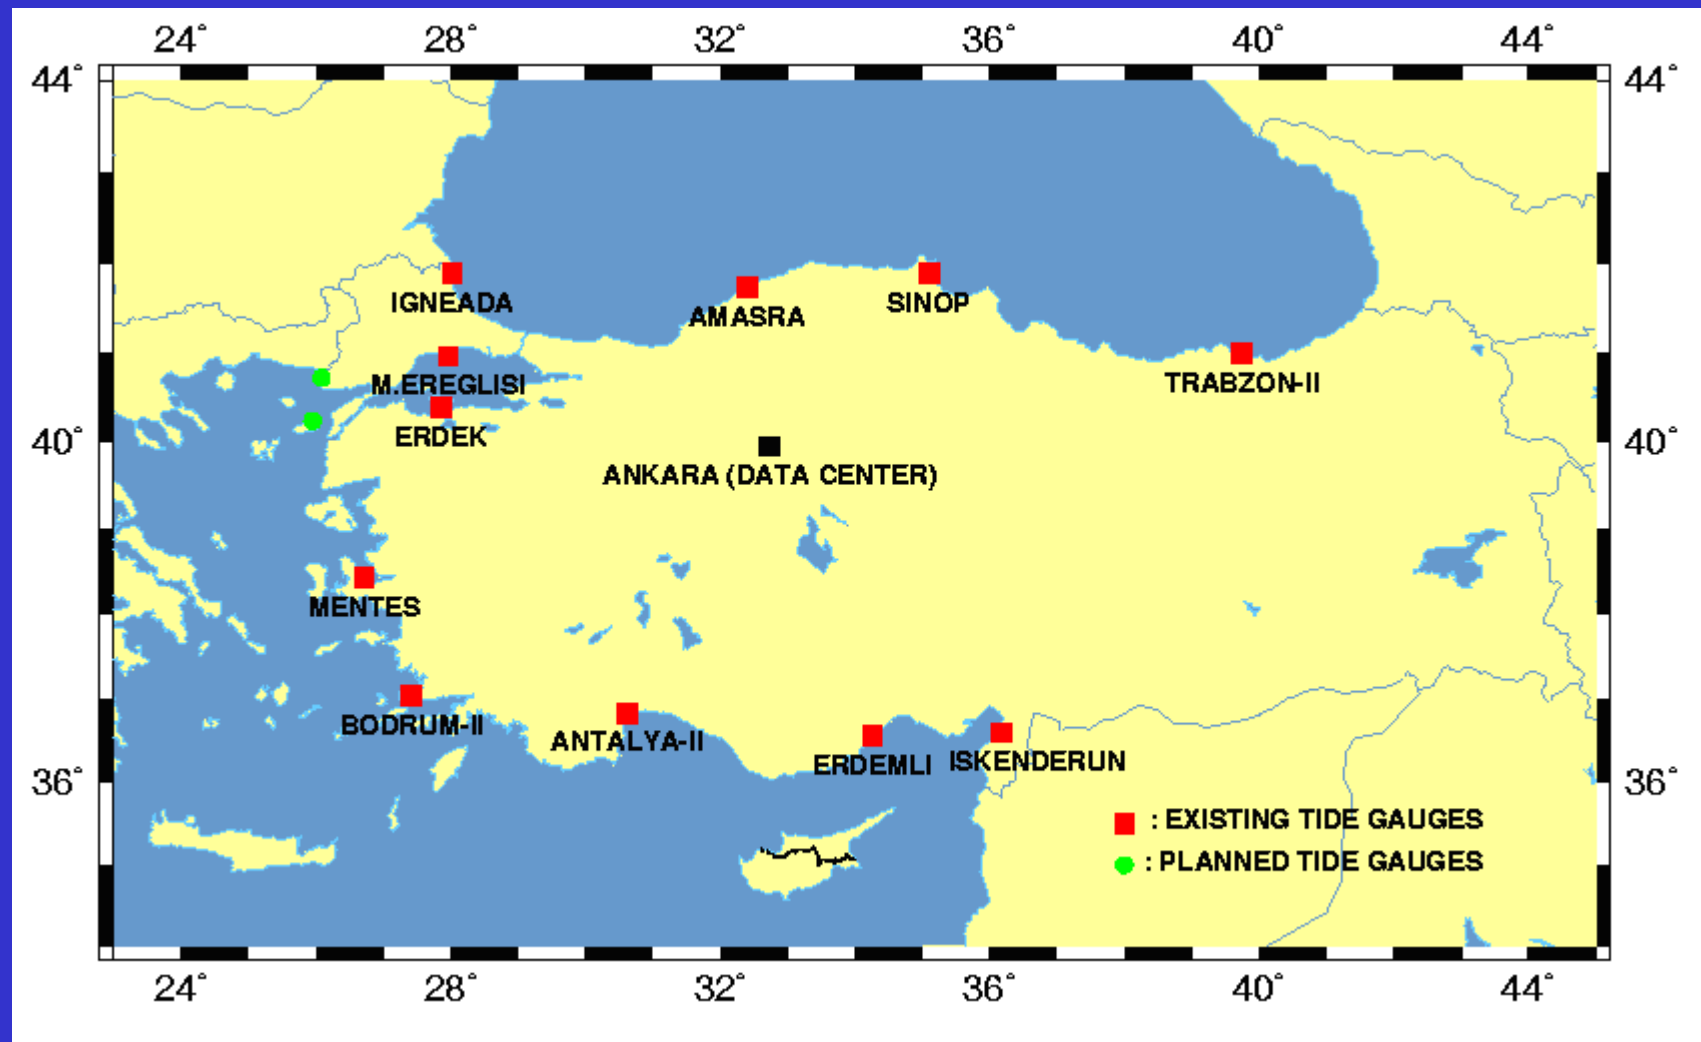 24° 28° 32° 36° 40° 44°
44° 44°
IGNEADA
AMASRA
SINOP
M.EREGLISI
TRABZON-II
ERDEK
40° 40°
ANKARA (DATA CENTER)
MENTES
BODRUM-II
ANTALYA-II
ERDEMLI
ISKENDERUN
36° 36°
: EXISTING TIDE GAUGES
: PLANNED TIDE GAUGES
24° 28° 32° 36° 40° 44°